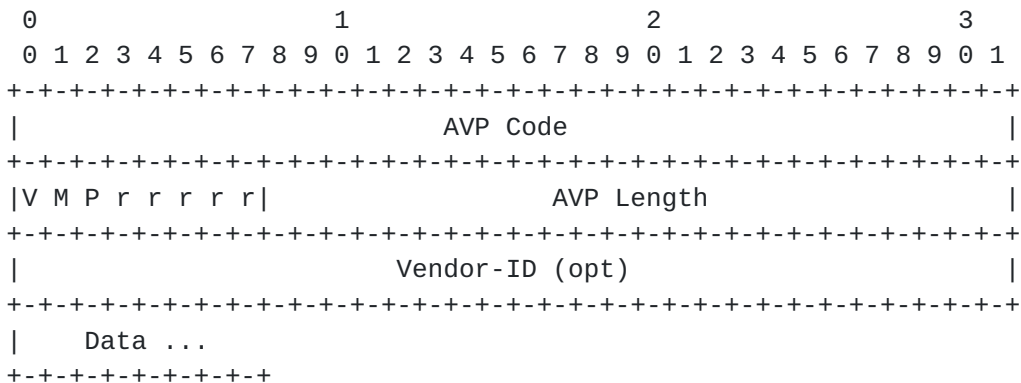 0                   1                   2                   3
 0 1 2 3 4 5 6 7 8 9 0 1 2 3 4 5 6 7 8 9 0 1 2 3 4 5 6 7 8 9 0 1
+-+-+-+-+-+-+-+-+-+-+-+-+-+-+-+-+-+-+-+-+-+-+-+-+-+-+-+-+-+-+-+-+
|                           AVP Code                            |
+-+-+-+-+-+-+-+-+-+-+-+-+-+-+-+-+-+-+-+-+-+-+-+-+-+-+-+-+-+-+-+-+
|V M P r r r r r|                  AVP Length                   |
+-+-+-+-+-+-+-+-+-+-+-+-+-+-+-+-+-+-+-+-+-+-+-+-+-+-+-+-+-+-+-+-+
|                        Vendor-ID (opt)                        |
+-+-+-+-+-+-+-+-+-+-+-+-+-+-+-+-+-+-+-+-+-+-+-+-+-+-+-+-+-+-+-+-+
|    Data ...
+-+-+-+-+-+-+-+-+